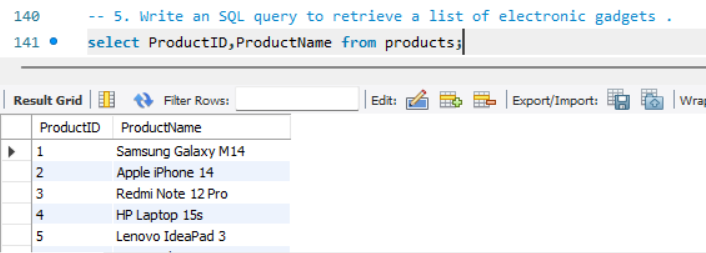 140 -- 5. Write an SQL query to retrieve a list of electronic gadgets .
141 select ProductID,ProductName from products;
Result Grid Filter Rows: Edit: Export/Import: Wrap
ProductID ProductName
1 Samsung Galaxy M14
2 Apple iPhone 14
3 Redmi Note 12 Pro
4 HP Laptop 15s
5 Lenovo IdeaPad 3